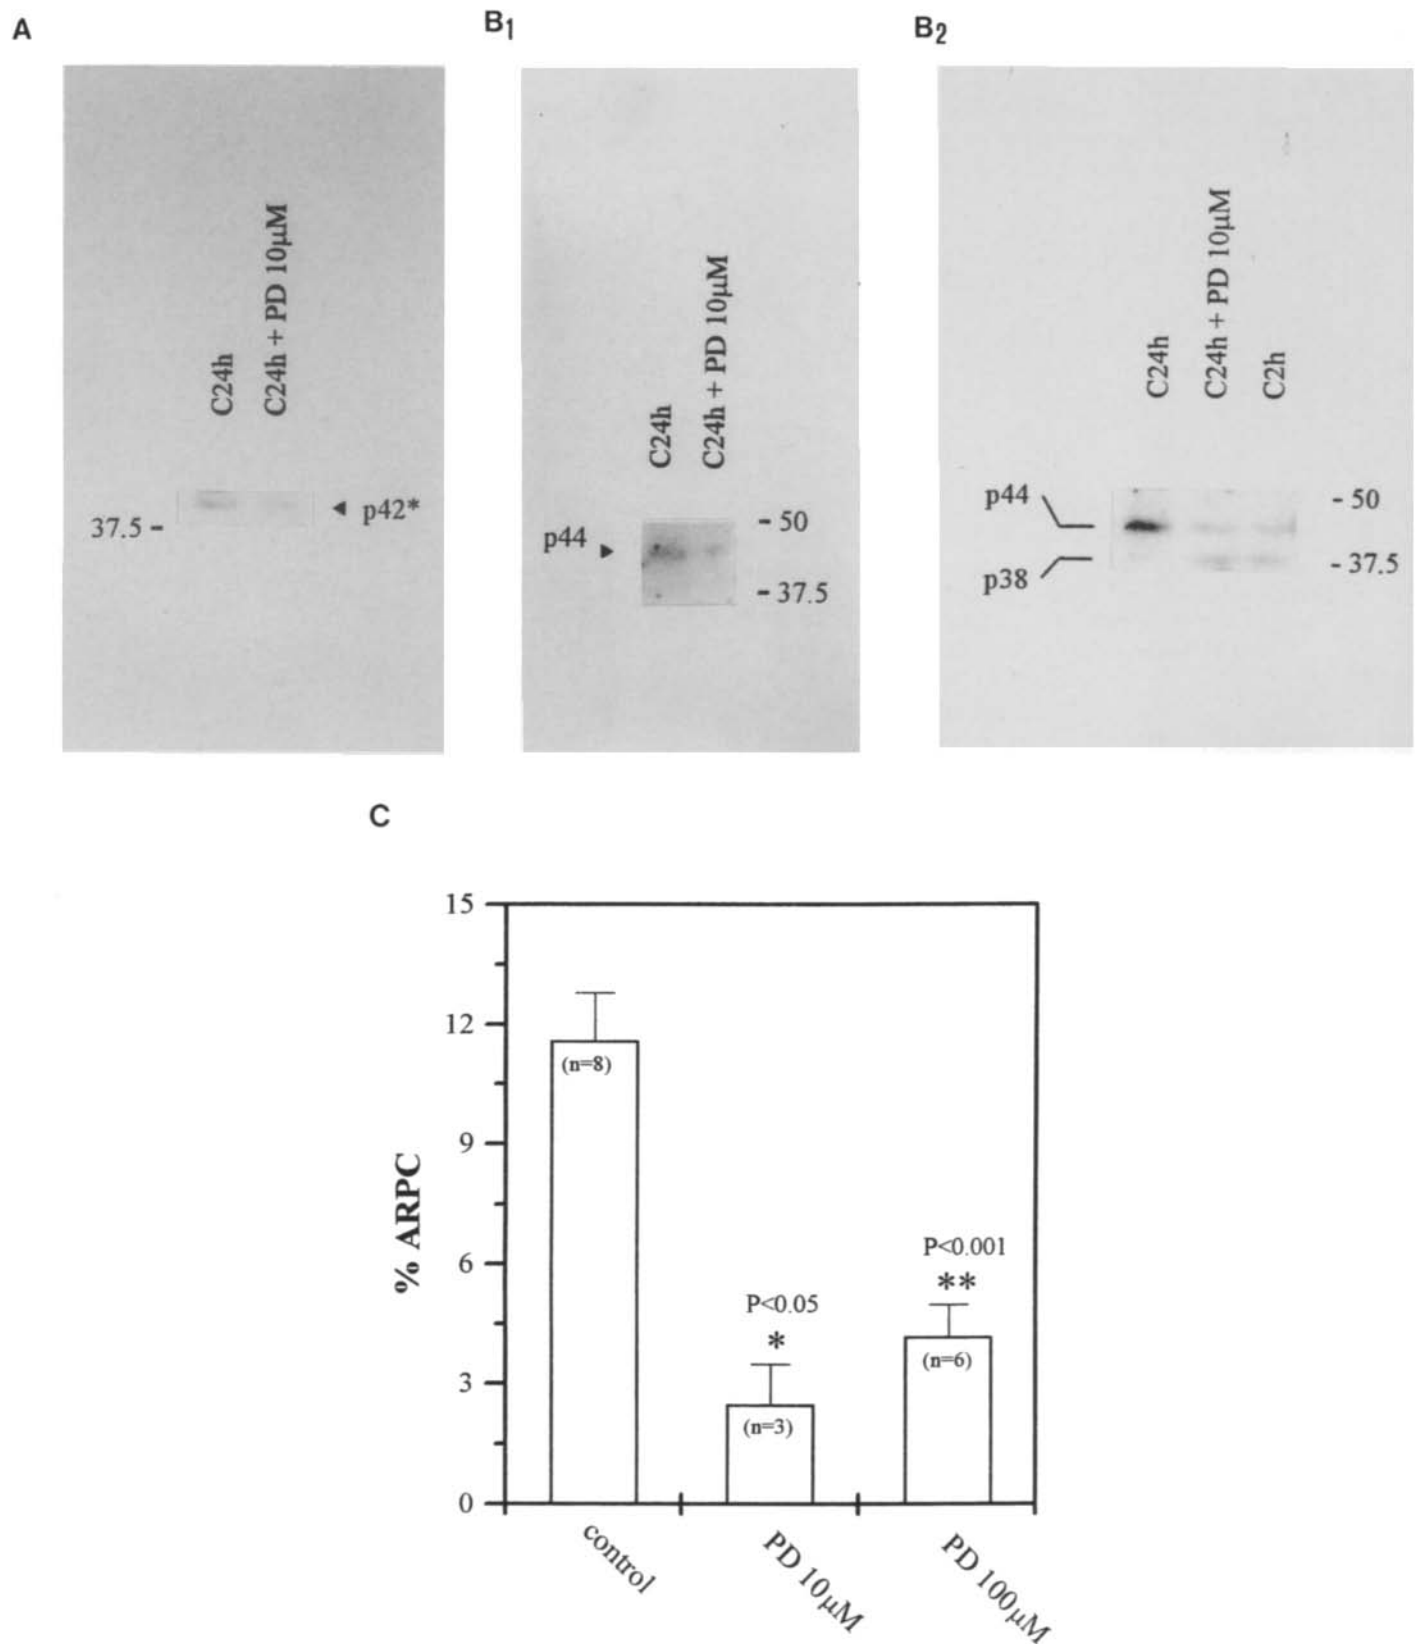 A
C24h
C24h + PD 10µM
37.5 -
p42*
B1
C24h
C24h + PD 10µM
p44
- 50
- 37.5
B2
C24h
C24h + PD 10µM
C2h
p44
p38
- 50
- 37.5
C
% ARPC
15
12
9
6
3
0
(n=8)
P<0.05
*
(n=3)
P<0.001
**
(n=6)
control
PD 10µM
PD 100µM